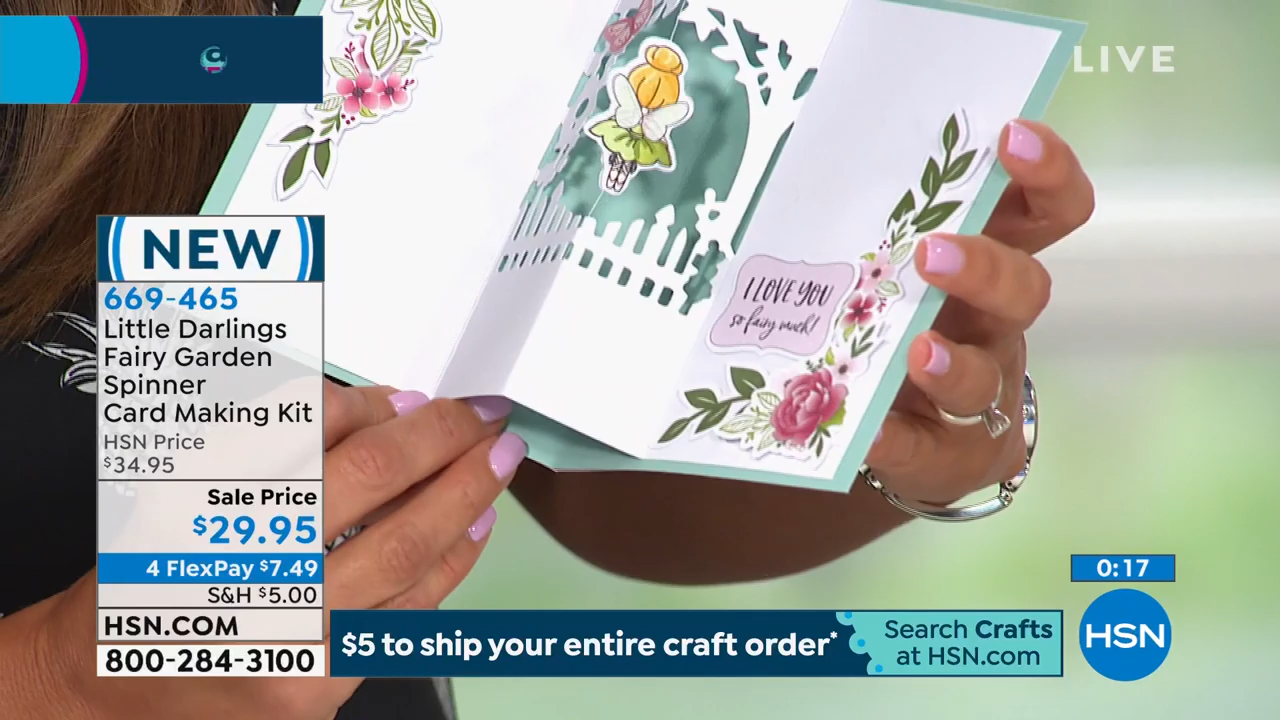 LIVE
I LOVE YOU
so fairy much!
NEW
669-465
Little Darlings
Fairy Garden
Spinner
Card Making Kit
HSN Price
$34.95
Sale Price
$29.95
4 FlexPay $7.49
S&H $5.00
HSN.COM
800-284-3100
$5 to ship your entire craft order*
Search Crafts
at HSN.com
0:17
HSN